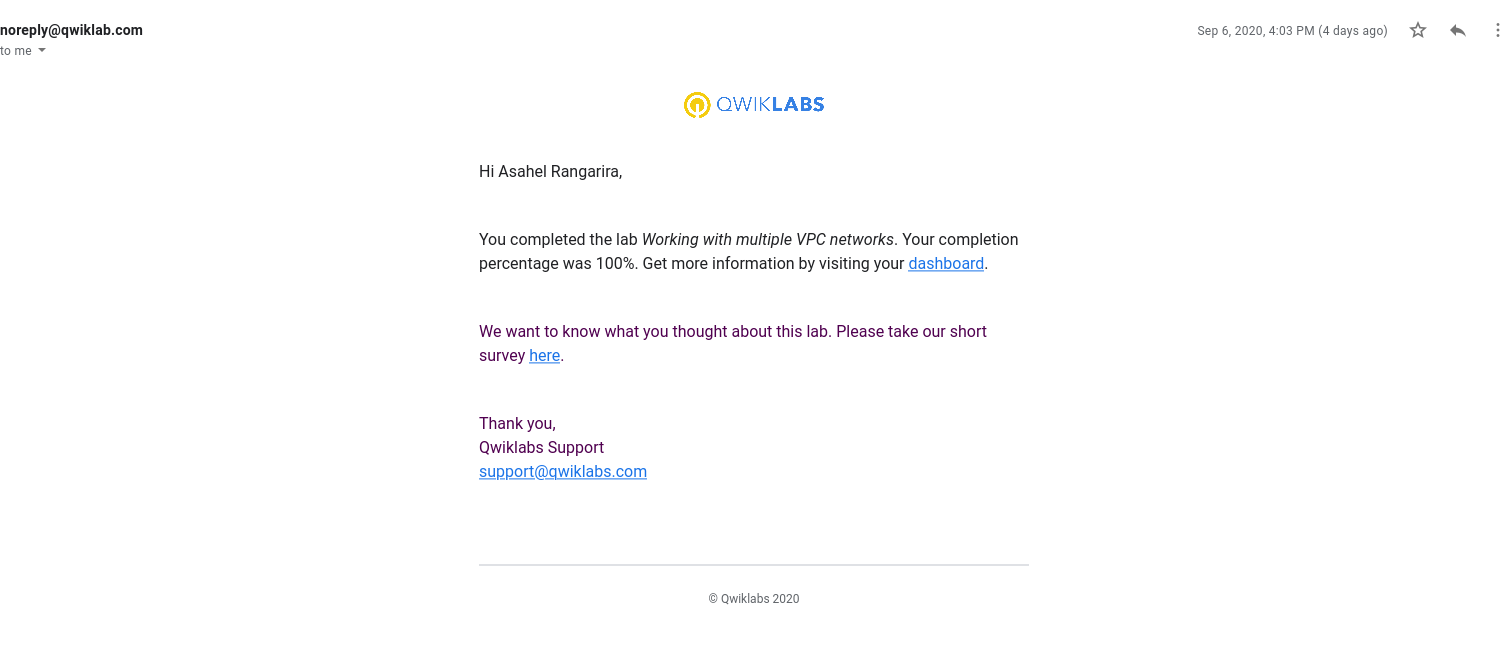 noreply@qwiklab.com
Sep 6, 2020, 4:03 PM (4 days ago)
to me
QWIKLABS
Hi Asahel Rangarira,
You completed the lab Working with multiple VPC networks. Your completion
percentage was 100%. Get more information by visiting your dashboard.
We want to know what you thought about this lab. Please take our short
survey here.
Thank you,
Qwiklabs Support
support@qwiklabs.com
© Qwiklabs 2020